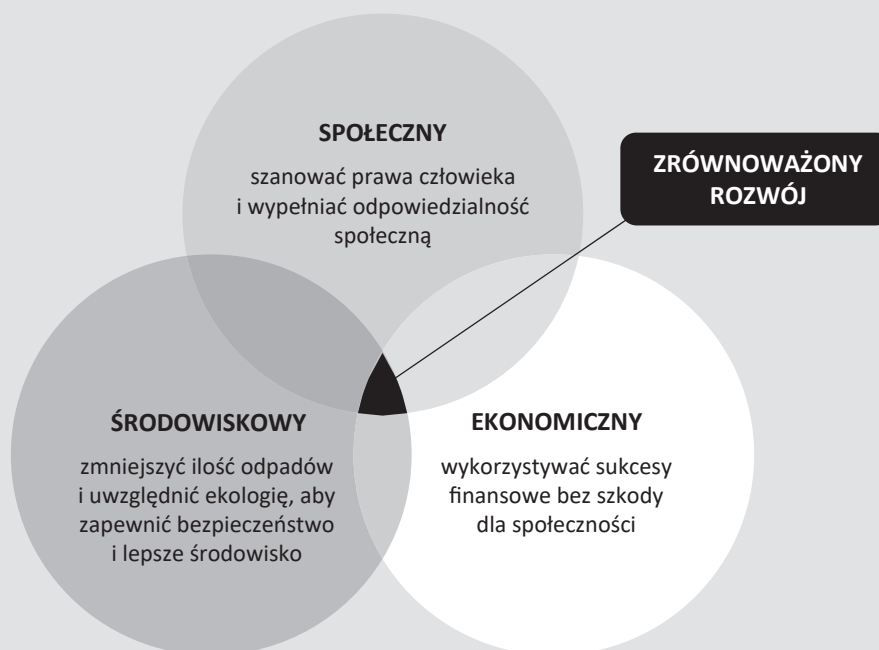 SPOŁECZNY
szanować prawa człowieka
i wypełniać odpowiedzialność
społeczną
ZRÓWNOWAŻONY
ROZWÓJ
ŚRODOWISKOWY
zmniejszyć ilość odpadów
i uwzględnić ekologię, aby
zapewnić bezpieczeństwo
i lepsze środowisko
EKONOMICZNY
wykorzystywać sukcesy
finansowe bez szkody
dla społeczności